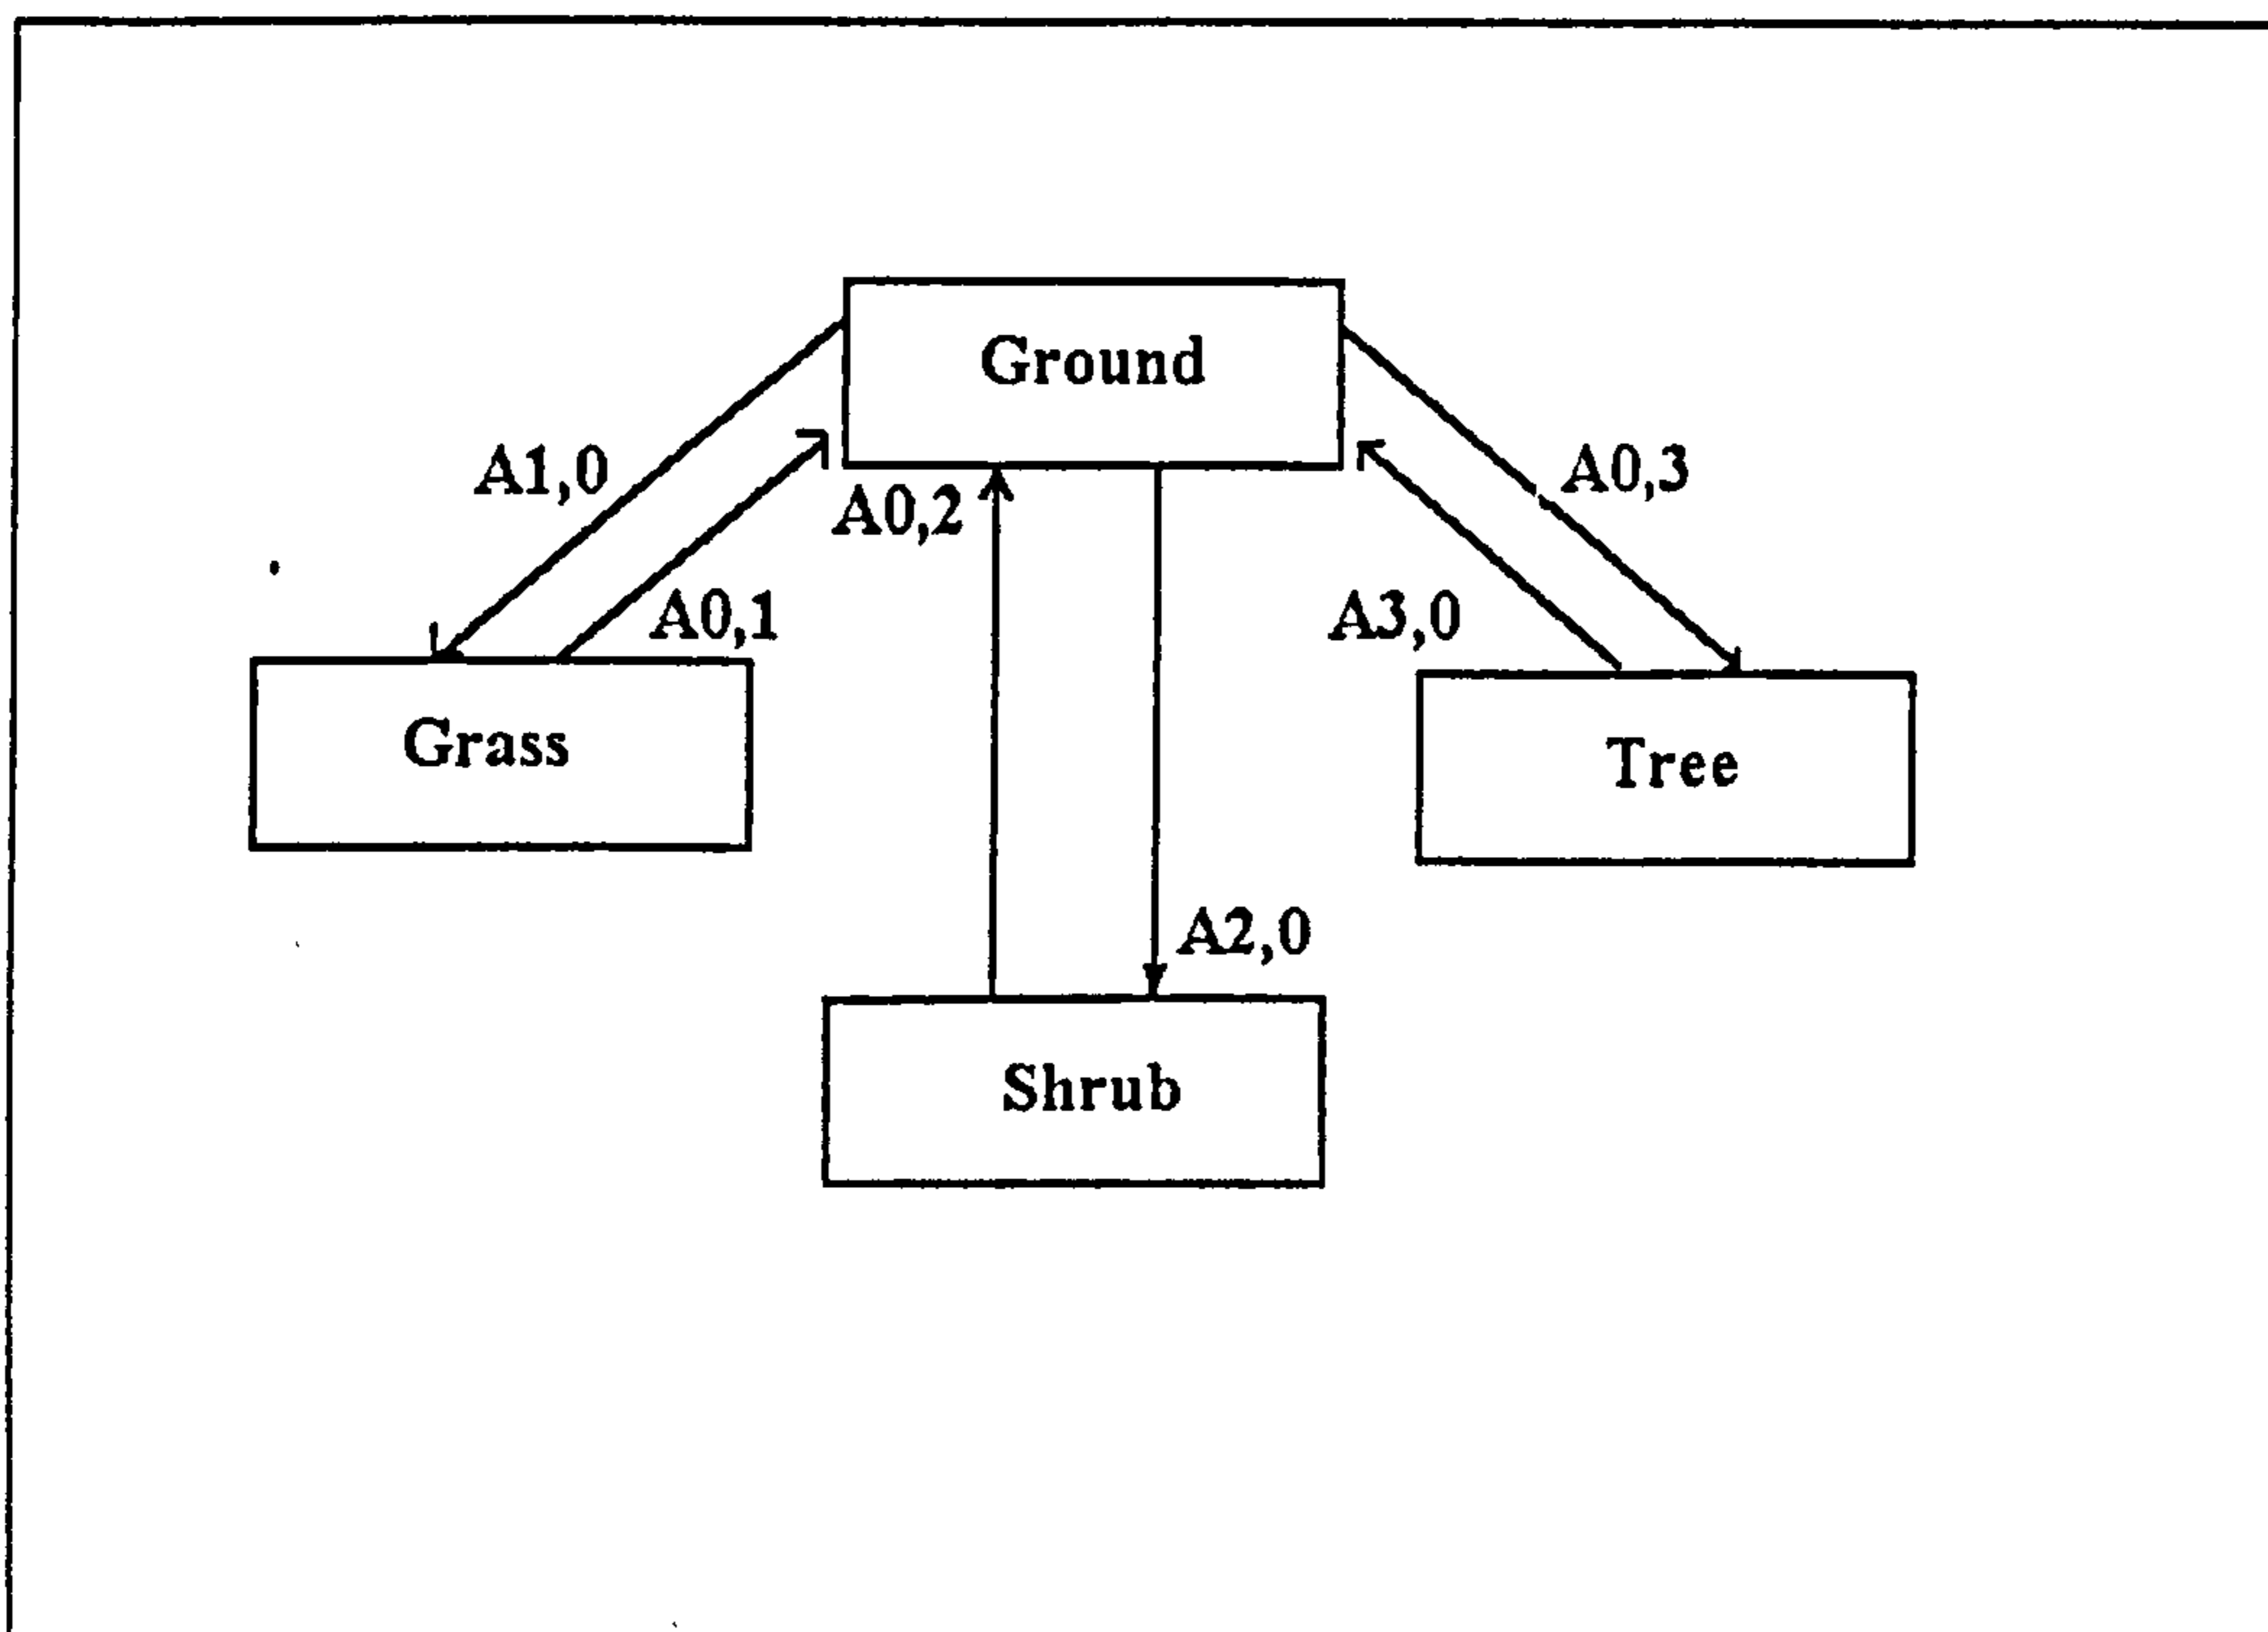 Ground
A1,0
A0,3
A0,2
A0,1
A3,0
Grass
Tree
A2,0
Shrub